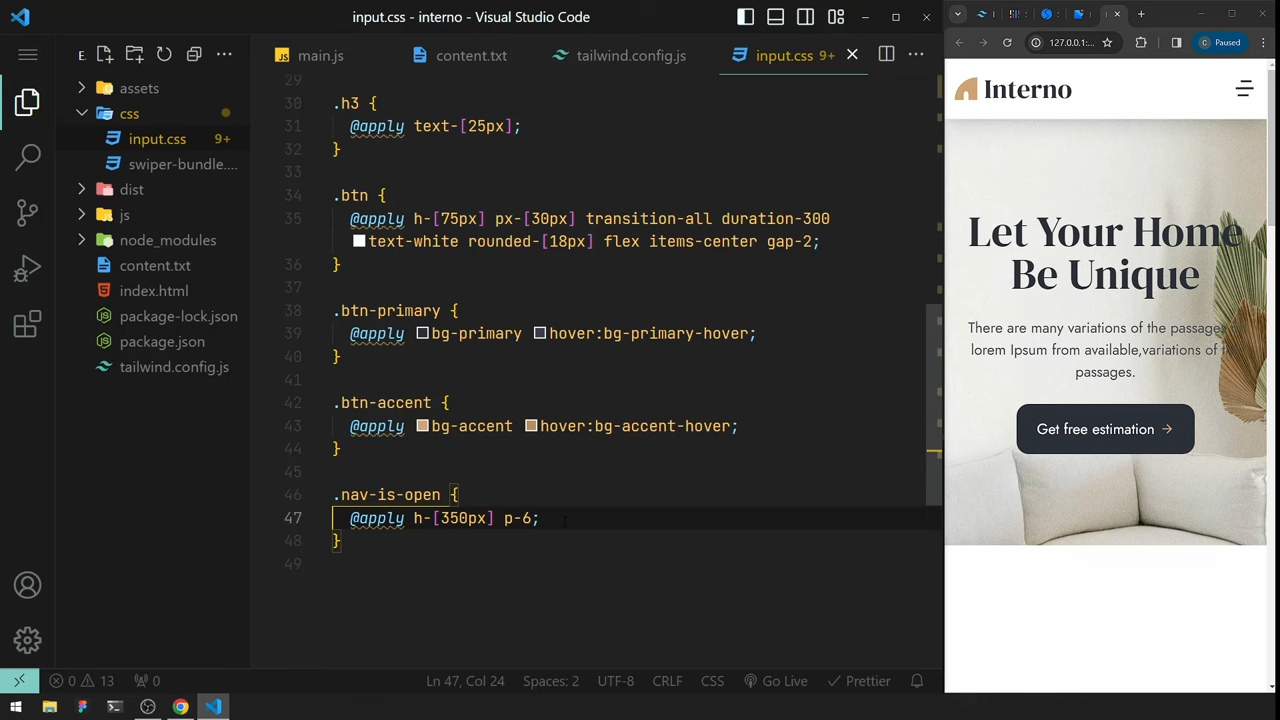 input.css - interno - Visual Studio Code
E
main.js
content.txt
tailwind.config.js
input.css 9+
assets
css
input.css 9+
swiper-bundle....
dist
js
node_modules
content.txt
index.html
package-lock.json
package.json
tailwind.config.js
29
30 .h3 {
31 @apply text-[25px];
32 }
33
34 .btn {
35 @apply h-[75px] px-[30px] transition-all duration-300
text-white rounded-[18px] flex items-center gap-2;
36 }
37
38 .btn-primary {
39 @apply bg-primary hover:bg-primary-hover;
40 }
41
42 .btn-accent {
43 @apply bg-accent hover:bg-accent-hover;
44 }
45
46 .nav-is-open {
47 @apply h-[350px] p-6;
48 }
49
0 13 0
Ln 47, Col 24 Spaces: 2 UTF-8 CRLF CSS Go Live Prettier
127.0.0.1:...
C Paused
Interno
Let Your Home
Be Unique
There are many variations of the passages of
lorem Ipsum from available,variations of the
passages.
Get free estimation